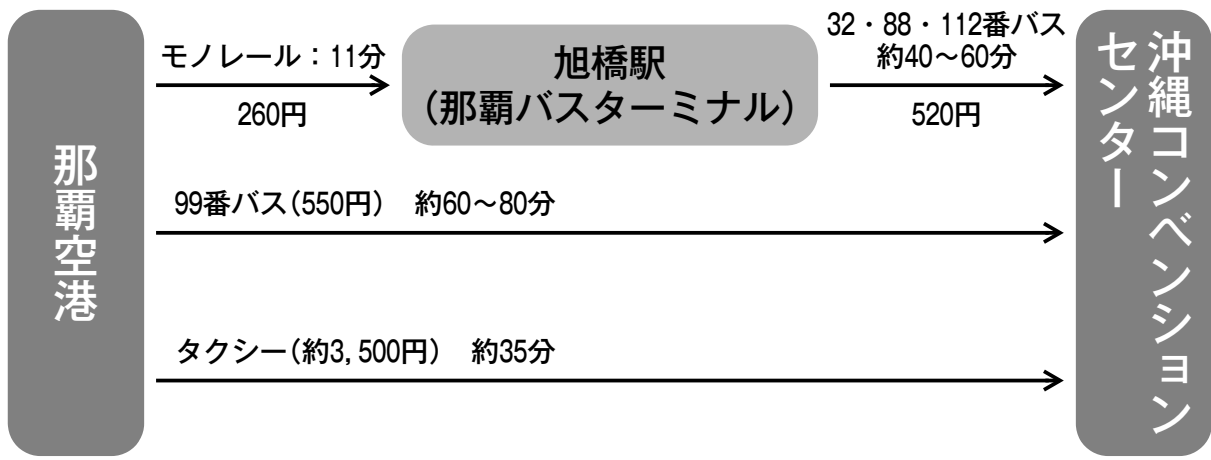 那覇空港
モノレール:11分
260円
旭橋駅
(那覇バスターミナル)
32・88・112番バス
約40~60分
520円
99番バス(550円) 約60~80分
タクシー(約3,500円) 約35分
沖縄コンベンション
センター